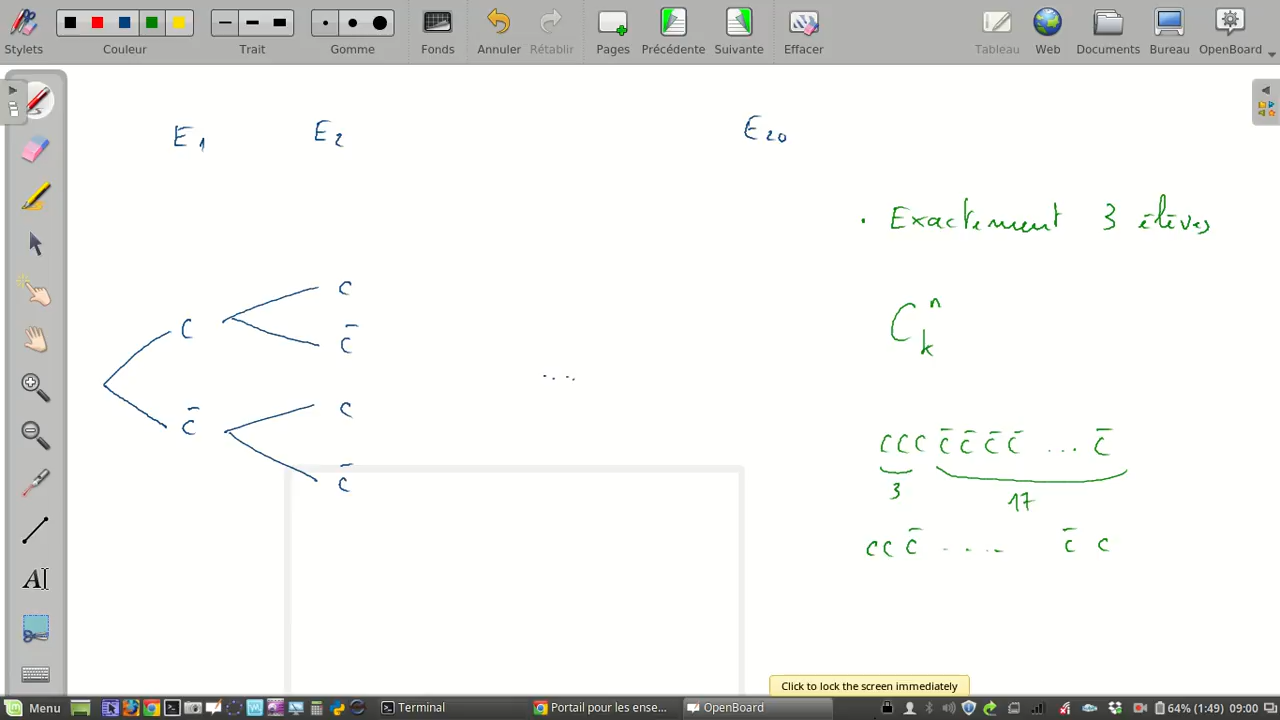 Stylets Couleur Trait Gomme Fonds Annuler Rétablir Pages Précédente Suivante Effacer Tableau Web Documents Bureau OpenBoard
E1 E2 E20
. Exactement 3 élèves
C c
C n k
c̄
...
c̄ c
c̄
ccc c̄ c̄ c̄ c̄ ... c̄
3 17
cc c̄ .... c̄ c
A
Click to lock the screen immediately
Menu Terminal Portail pour les ense... OpenBoard 64% (1:49) 09:00